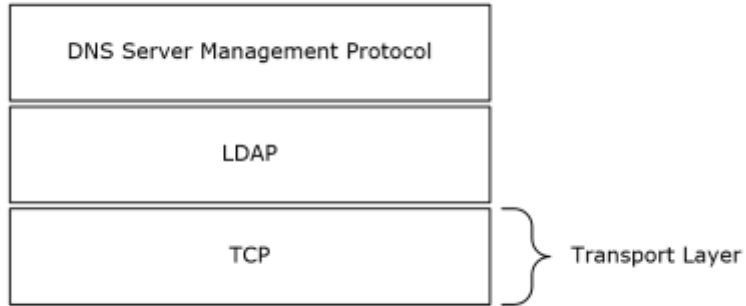 DNS Server Management Protocol
LDAP
TCP
Transport Layer